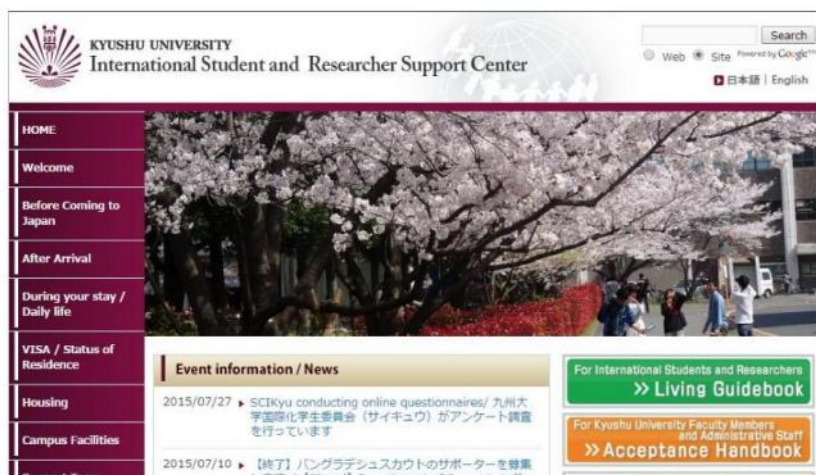 KYUSHU UNIVERSITY
International Student and Researcher Support Center
Search
Web Site Powered by Google™
日本語 | English
HOME
Welcome
Before Coming to
Japan
After Arrival
During your stay /
Daily life
VISA / Status of
Residence
Housing
Campus Facilities
Event information / News
2015/07/27 SCIKyu conducting online questionnaires/ 九州大
学国際化学生委員会（サイキュウ）がアンケート調査
を行っています
2015/07/10 【終了】バングラデシュスカウトのサポーターを募集
For International Students and Researchers
>> Living Guidebook
For Kyushu University Faculty Members
and Administrative Staff
>> Acceptance Handbook